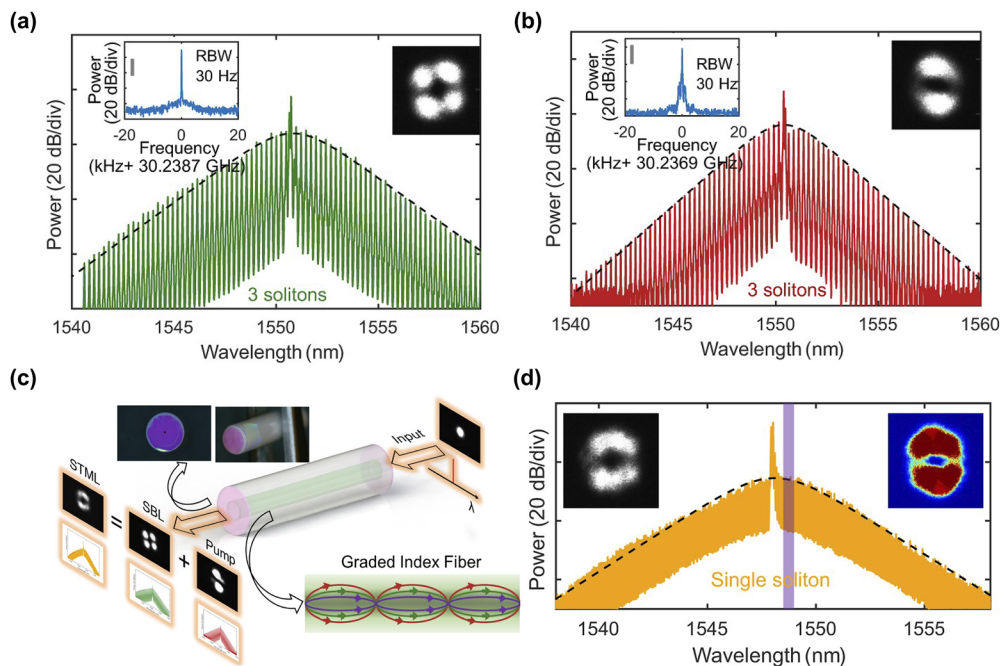 (a)
Power (20 dB/div)
Power
(20 dB/div)
RBW
30 Hz
-20 0 20
Frequency
(kHz+ 30.2387 GHz)
3 solitons
1540 1545 1550 1555 1560
Wavelength (nm)
(b)
Power (20 dB/div)
Power
(20 dB/div)
RBW
30 Hz
-20 0 20
Frequency
(kHz+ 30.2369 GHz)
3 solitons
1540 1545 1550 1555 1560
Wavelength (nm)
(c)
Input
λ
STML
=
SBL
+
Pump
Graded Index Fiber
(d)
Power (20 dB/div)
Single soliton
1540 1545 1550 1555
Wavelength (nm)